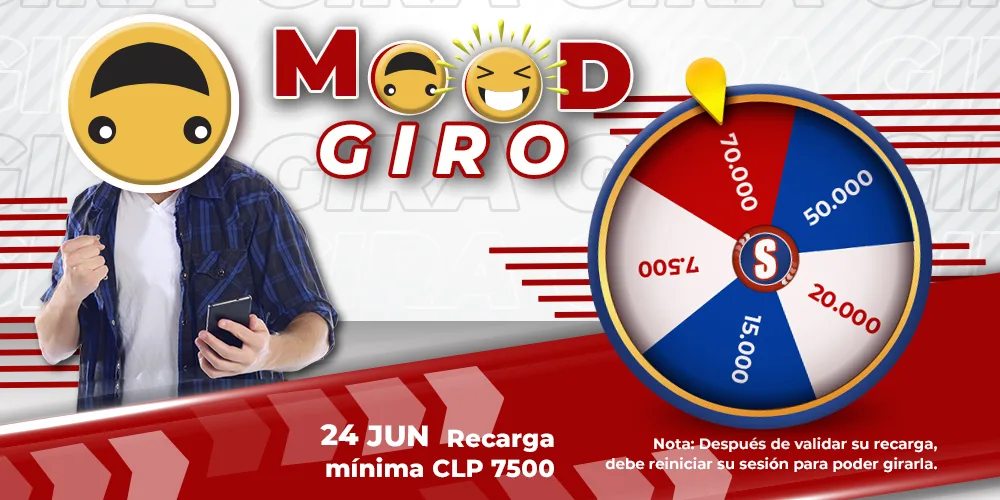 MOOD
GIRO
70.000
50.000
20.000
15.000
7.500
S
24 JUN Recarga
mínima CLP 7500
Nota: Después de validar su recarga,
debe reiniciar su sesión para poder girarla.